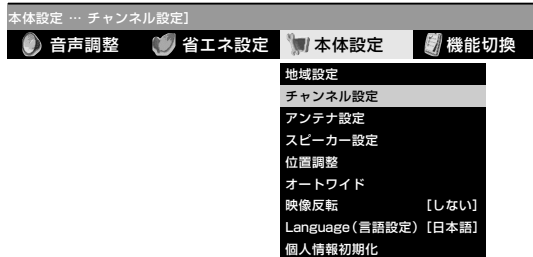 本体設定 … チャンネル設定]
音声調整 省エネ設定 本体設定 機能切換
地域設定
チャンネル設定
アンテナ設定
スピーカー設定
位置調整
オートワイド
映像反転 [しない]
Language(言語設定) [日本語]
個人情報初期化